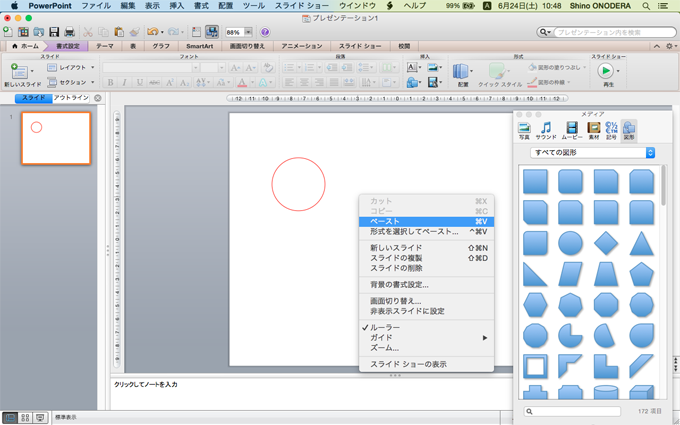 PowerPoint ファイル 編集 表示 挿入 書式 配置 ツール スライド ショー ウインドウ ヘルプ 99% A 6月24日(土) 10:48 Shino ONODERA
プレゼンテーション1
88%
プレゼンテーション内を検索
ホーム 書式設定 テーマ 表 グラフ SmartArt 画面切り替え アニメーション スライド ショー 校閲
スライド フォント 段落 挿入 形式 スライド ショー
新しいスライド
レイアウト
セクション
配置
クイック スタイル
図形の塗りつぶし
図形の枠線
再生
スライド アウトライン
1
メディア
写真 サウンド ムービー 素材 記号 図形
すべての図形
カット ⌘X
コピー ⌘C
ペースト ⌘V
形式を選択してペースト... ^⌘V
新しいスライド ⇧⌘N
スライドの複製 ⇧⌘D
スライドの削除
背景の書式設定...
画面切り替え...
非表示スライドに設定
✓ ルーラー
ガイド ▶
ズーム...
スライド ショーの表示
クリックしてノートを入力
172 項目
標準表示